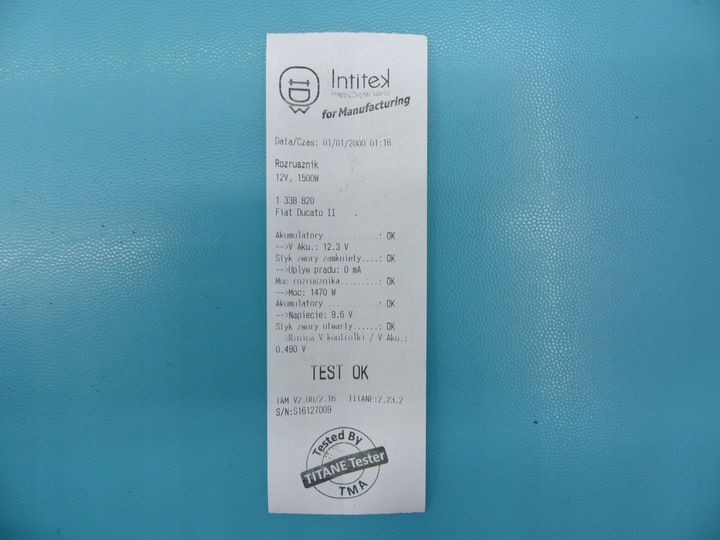 Intitek
Happy Digital World
for Manufacturing
Data/Czas: 01/01/2000 01:16
Rozrusznik
12V, 1500W
1 338 820
Fiat Ducato II
Akumulatory............: OK
-->V Aku.: 12.3 V
Styk zwory zamkniety....: OK
-->Uplyw pradu: 0 mA
Moc rozrusznika.........: OK
-->Moc: 1470 W
Akumulatory............: OK
-->Napiecie: 9.6 V
Styk zwory otwarty......: OK
-->Rznica V kontrolki / V Aku.:
0.490 V
TEST OK
I&M V2.00/2.16 TITANE:2.23.2
S/N:S16127009
Tested By
TITANE Tester
TMA